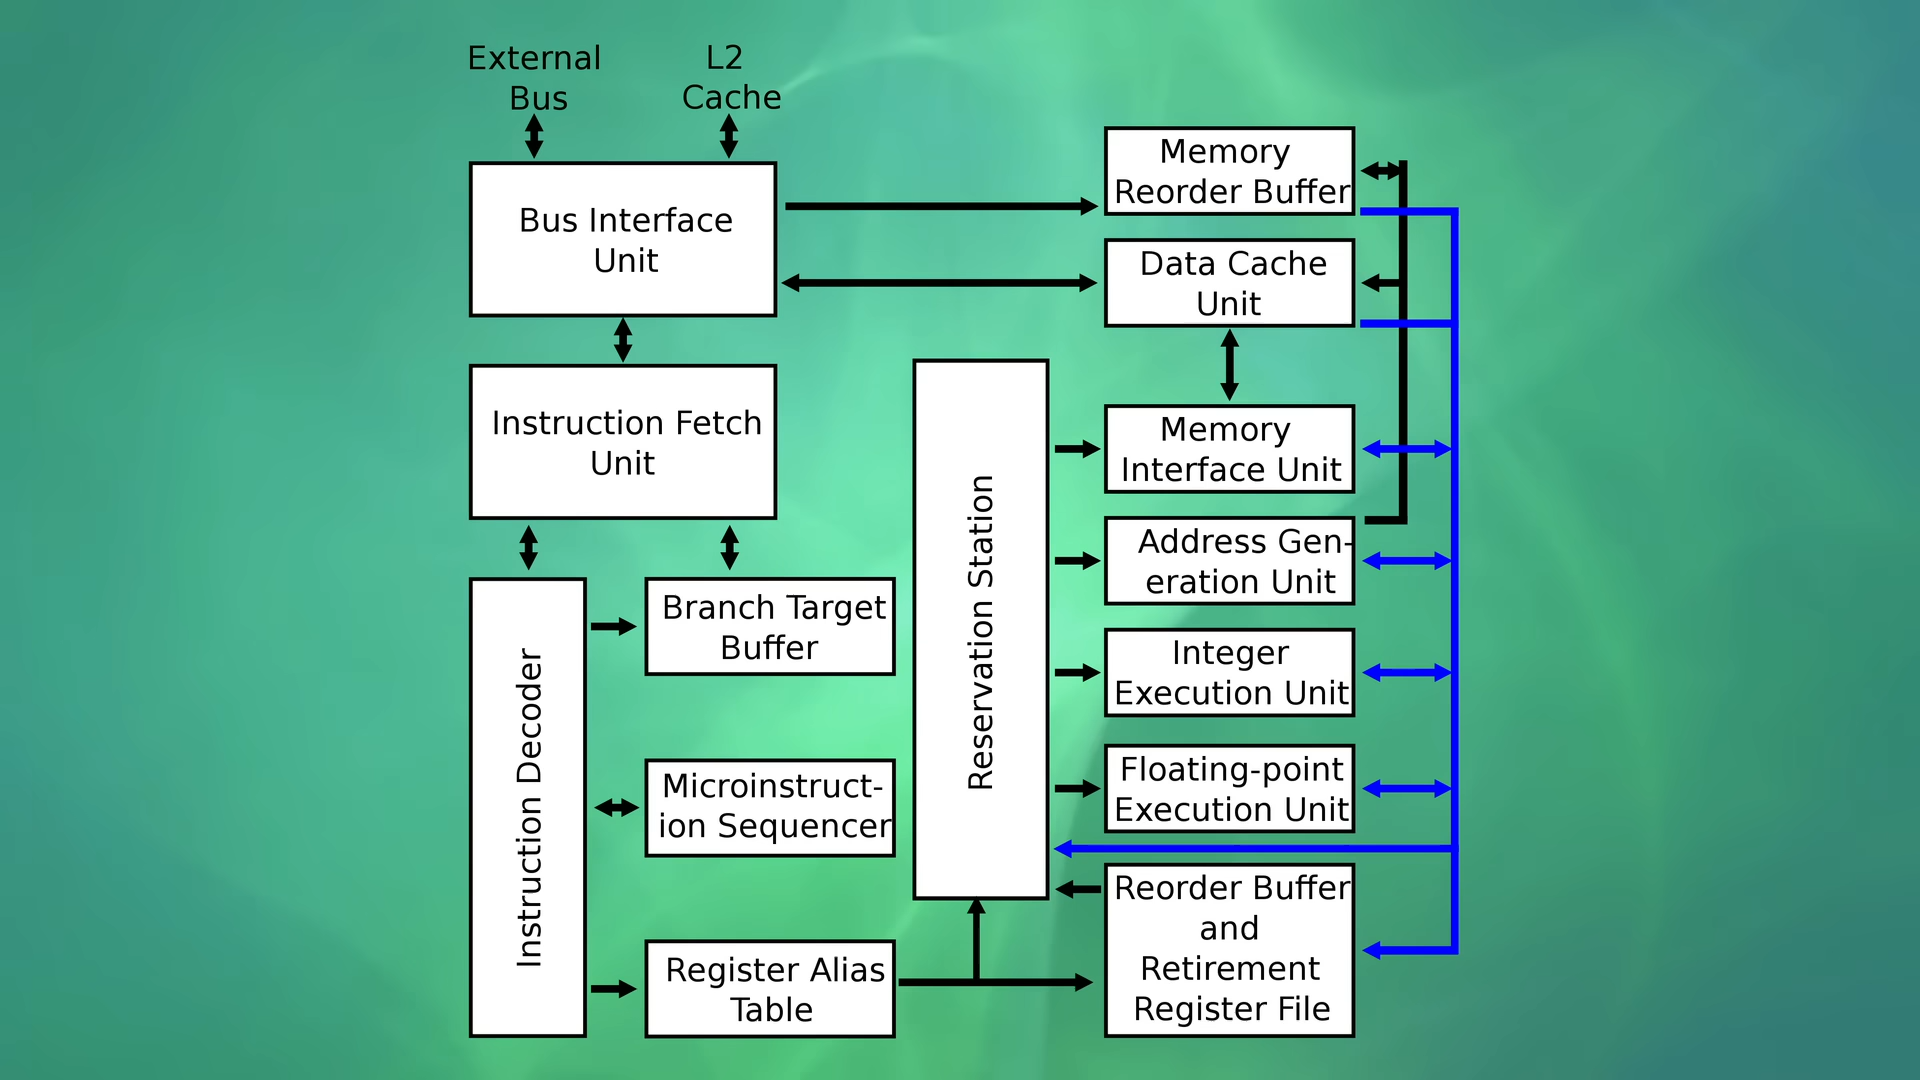 External
Bus
L2
Cache
Bus Interface
Unit
Memory
Reorder Buffer
Data Cache
Unit
Instruction Fetch
Unit
Memory
Interface Unit
Reservation Station
Address Gen-
eration Unit
Instruction Decoder
Branch Target
Buffer
Integer
Execution Unit
Microinstruct-
ion Sequencer
Floating-point
Execution Unit
Register Alias
Table
Reorder Buffer
and
Retirement
Register File